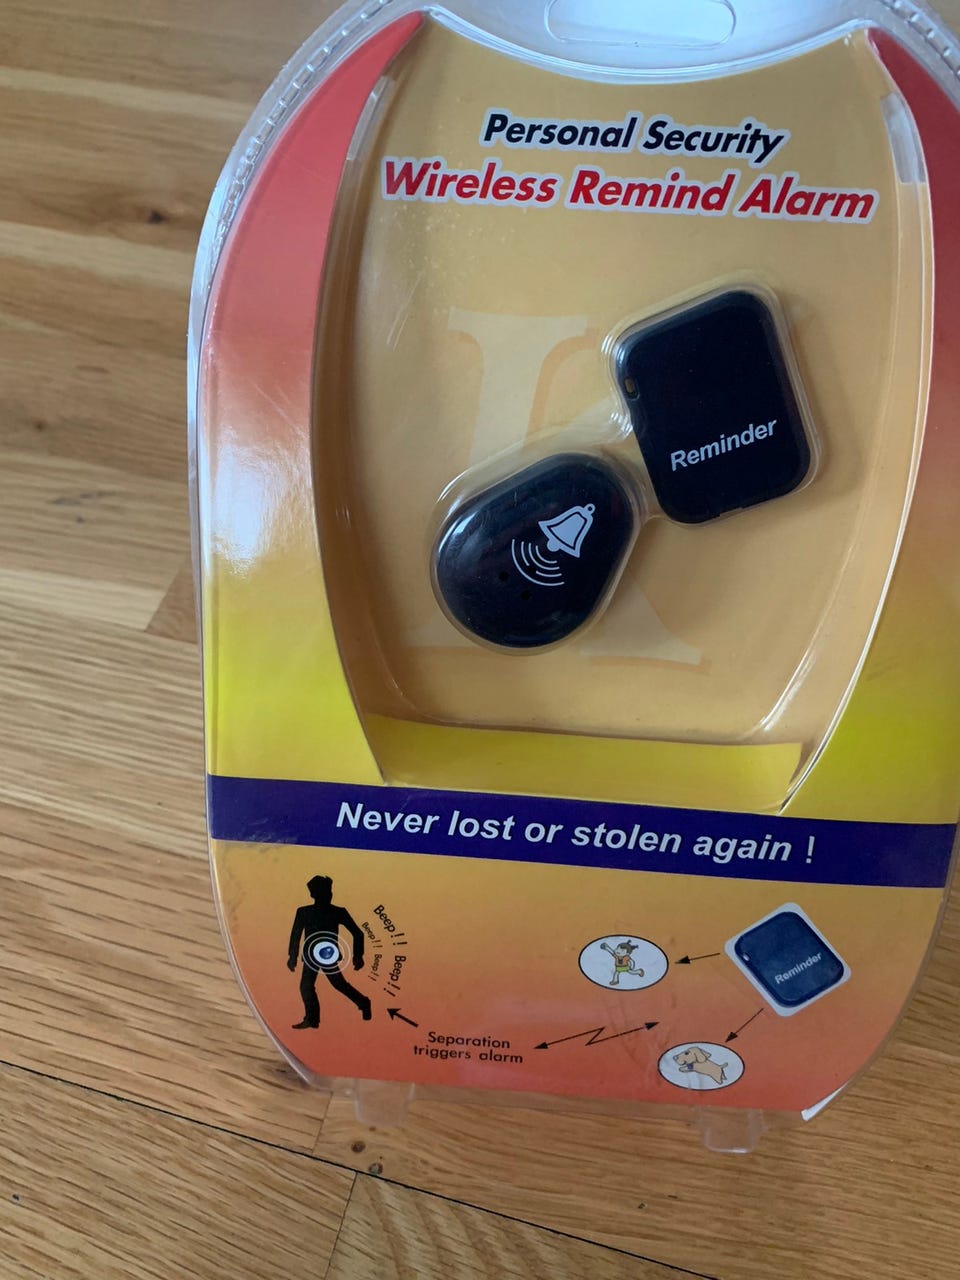 Personal Security
Wireless Remind Alarm
Reminder
Never lost or stolen again !
Beep!!
Beep!!
Beep!!
Beep!!
Reminder
Separation
triggers alarm